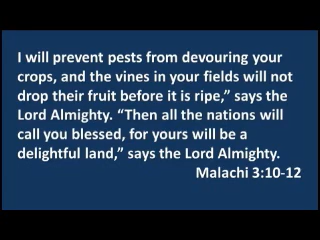 I will prevent pests from devouring your
crops, and the vines in your fields will not
drop their fruit before it is ripe,” says the
Lord Almighty. “Then all the nations will
call you blessed, for yours will be a
delightful land,” says the Lord Almighty.
Malachi 3:10-12